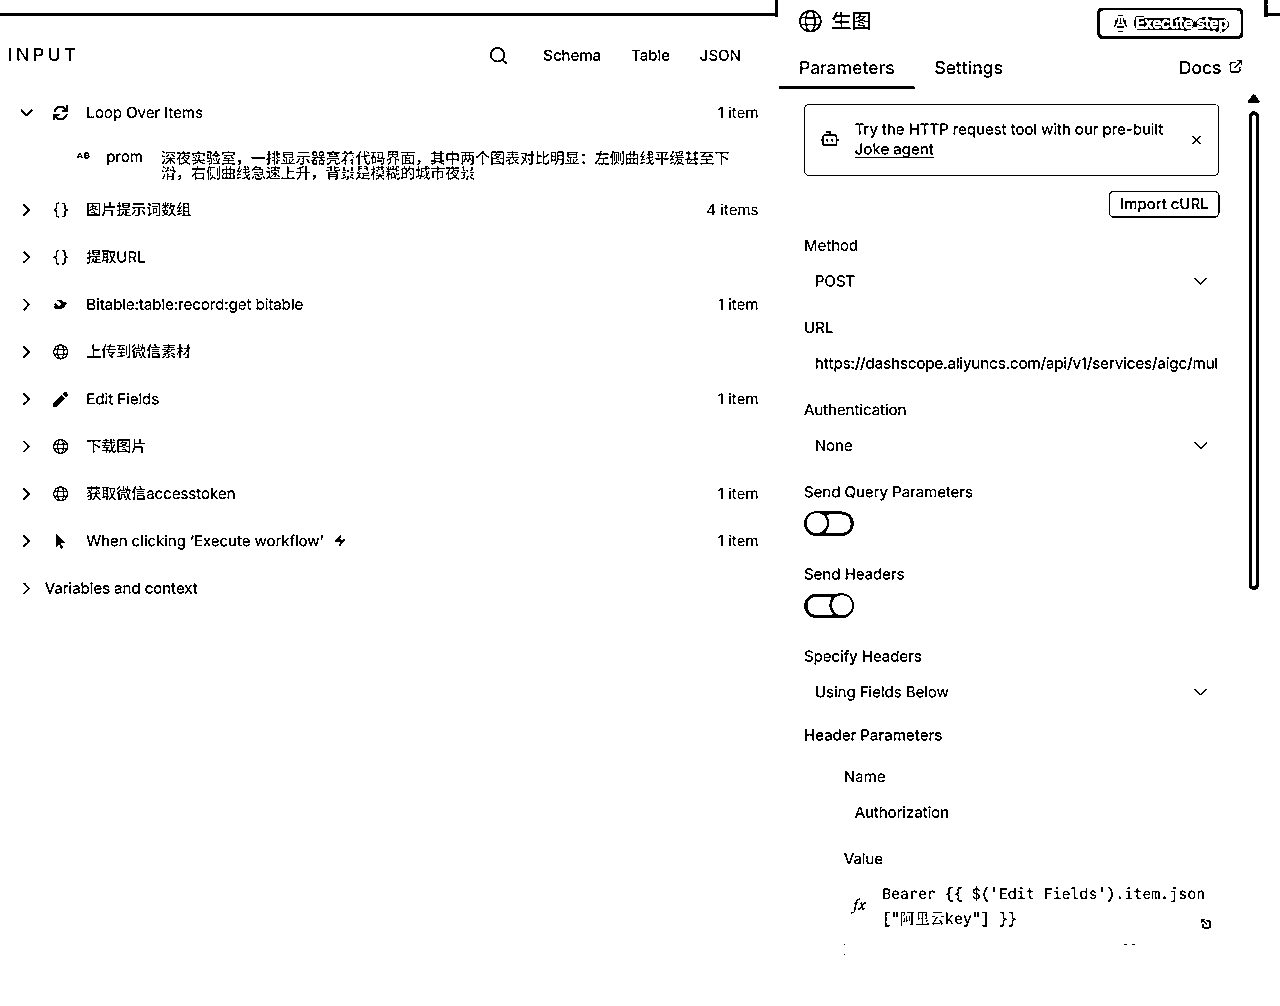 INPUT
Schema
Table
JSON
Loop Over Items
1 item
AB
prom
深夜实验室，一排显示器亮着代码界面，其中两个图表对比明显：左侧曲线平缓甚至下
滑，右侧曲线急速上升，背景是模糊的城市夜景
{} 图片提示词数组
4 items
{} 提取URL
Bitable:table:record:get bitable
1 item
上传到微信素材
Edit Fields
1 item
下载图片
获取微信accesstoken
1 item
When clicking ‘Execute workflow’
1 item
Variables and context
生图
Execute step
Parameters
Settings
Docs
Try the HTTP request tool with our pre-built
Joke agent
Import cURL
Method
POST
URL
https://dashscope.aliyuncs.com/api/v1/services/aigc/mul
Authentication
None
Send Query Parameters
Send Headers
Specify Headers
Using Fields Below
Header Parameters
Name
Authorization
Value
fx
Bearer {{ $('Edit Fields').item.json
["阿里云key"] }}